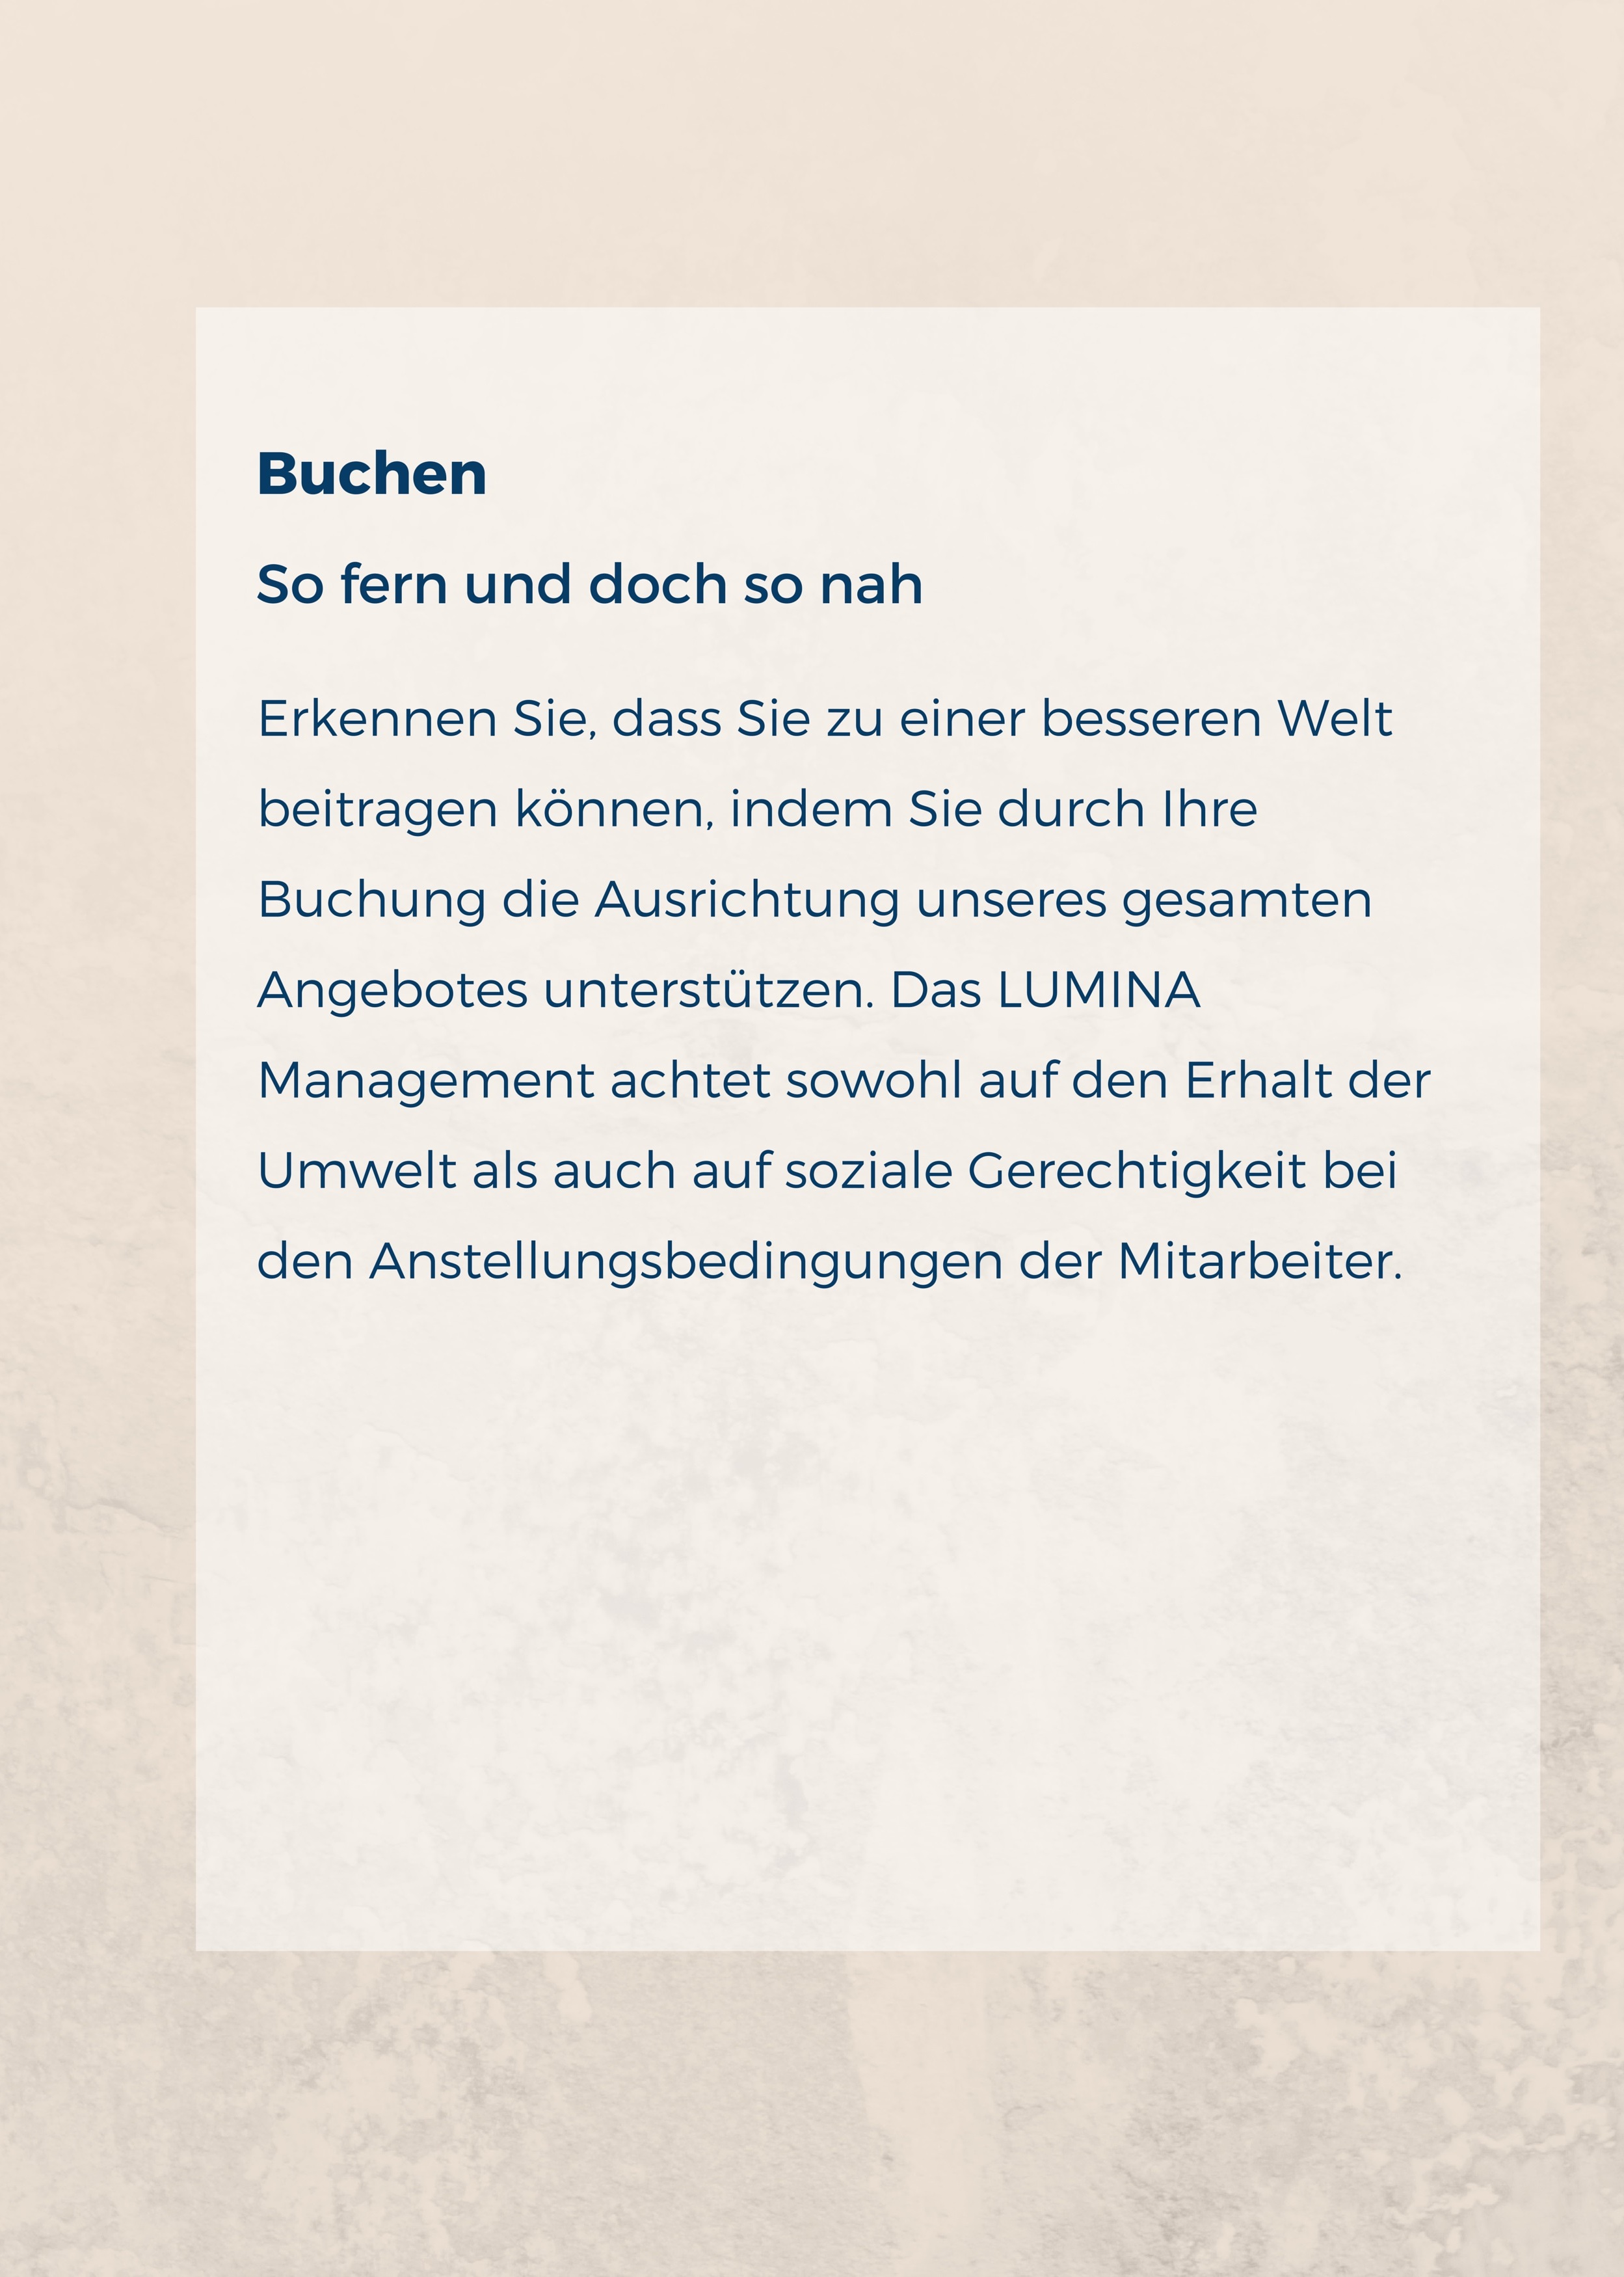 Buchen
So fern und doch so nah
Erkennen Sie, dass Sie zu einer besseren Welt
beitragen können, indem Sie durch Ihre
Buchung die Ausrichtung unseres gesamten
Angebotes unterstützen. Das LUMINA
Management achtet sowohl auf den Erhalt der
Umwelt als auch auf soziale Gerechtigkeit bei
den Anstellungsbedingungen der Mitarbeiter.